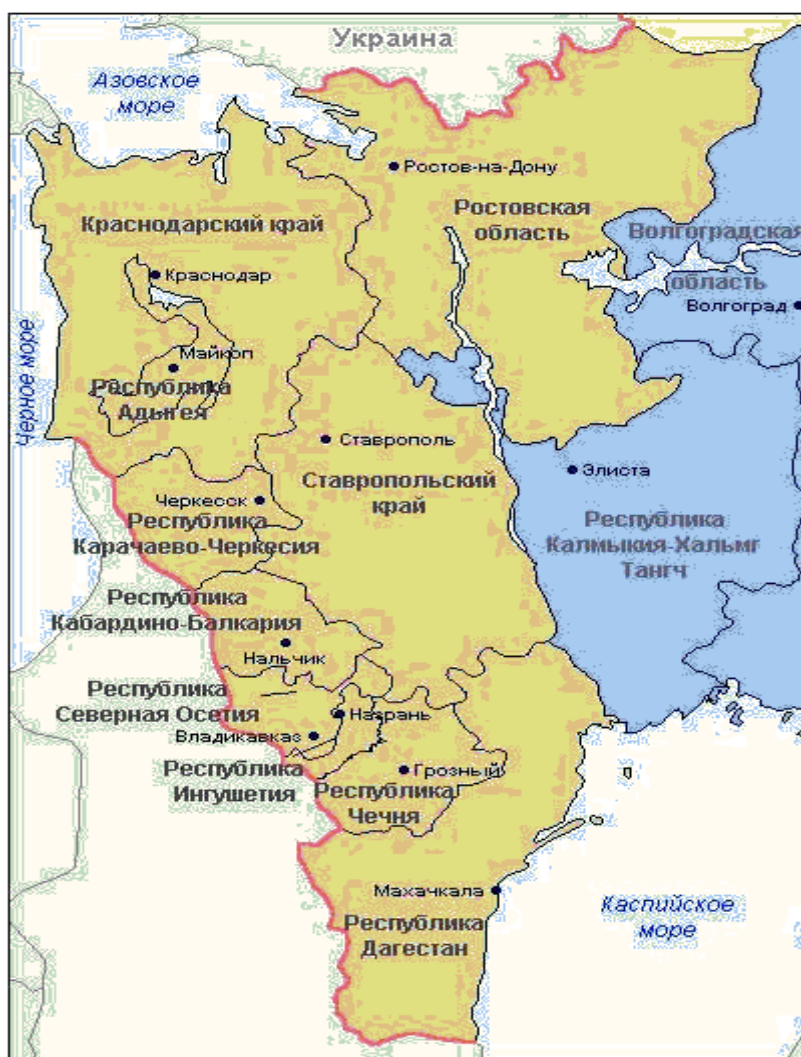 Украина
Азовское
море
Ростов-на-Дону
Краснодарский край
Ростовская
область
Волгоградская
область
Краснодар
Волгоград
Черное море
Майкоп
Республика
Адыгея
Ставрополь
Элиста
Ставропольский
край
Черкесск
Республика
Карачаево-Черкесия
Республика
Калмыкия-Хальмг
Тангч
Республика
Кабардино-Балкария
Нальчик
Республика
Северная Осетия
Назрань
Владикавказ
Республика
Ингушетия
Грозный
Республика
Чечня
Махачкала
Республика
Дагестан
Каспийское
море